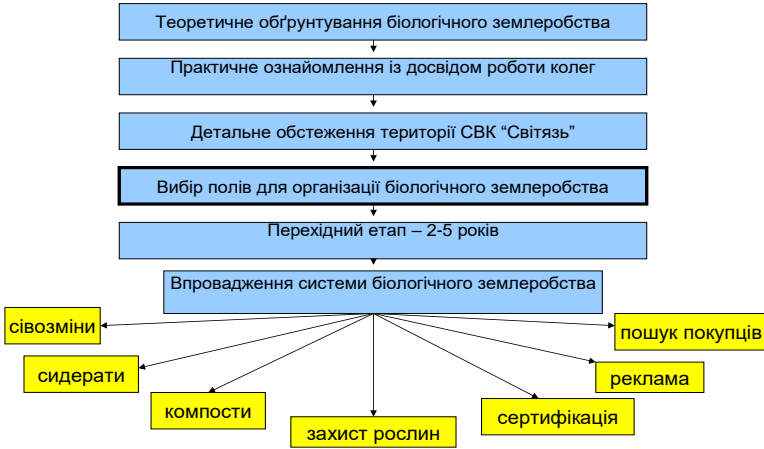 Теоретичне обґрунтування біологічного землеробства
Практичне ознайомлення із досвідом роботи колег
Детальне обстеження території СВК “Світязь”
Вибір полів для організації біологічного землеробства
Перехідний етап – 2-5 років
Впровадження системи біологічного землеробства
сівозміни
сидерати
компости
захист рослин
сертифікація
реклама
пошук покупців